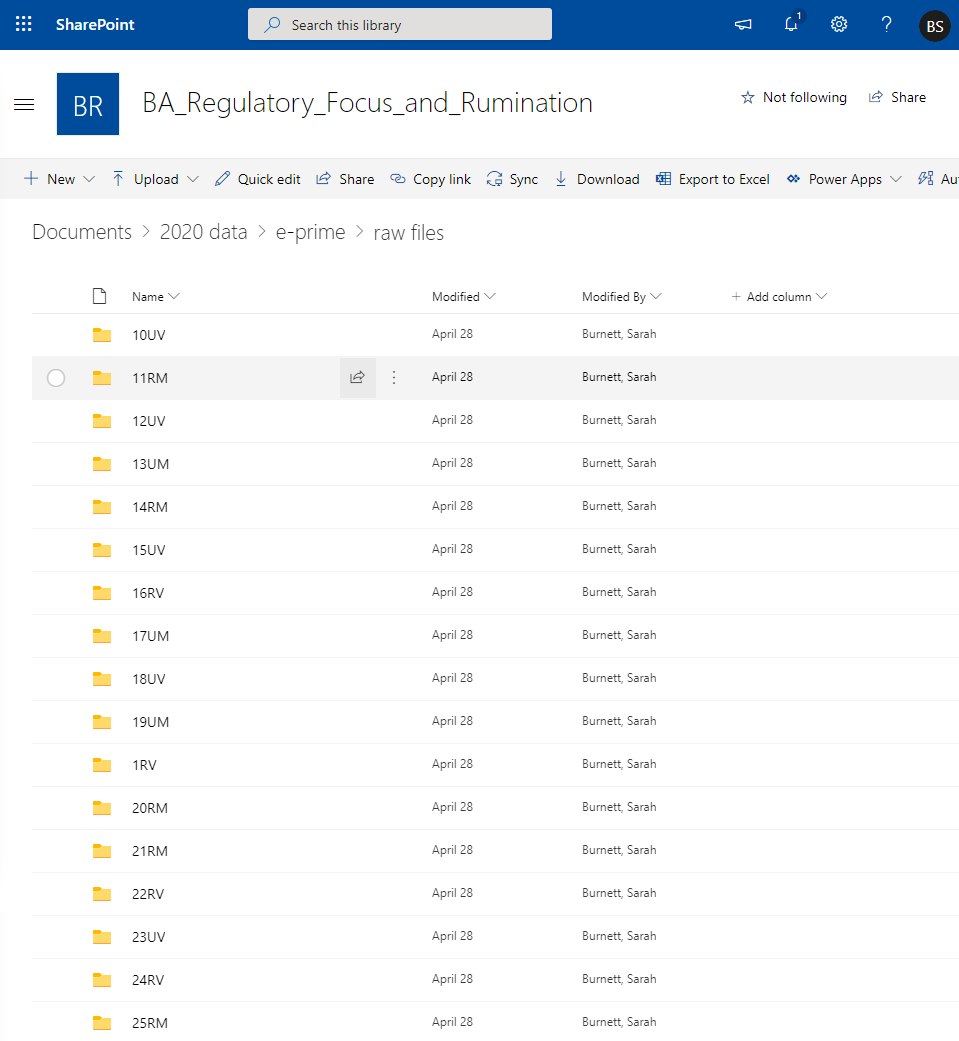 SharePoint Search this library 1 ? BS
BR BA_Regulatory_Focus_and_Rumination Not following Share
New Upload Quick edit Share Copy link Sync Download Export to Excel Power Apps Au
Documents > 2020 data > e-prime > raw files
Name Modified Modified By + Add column
10UV April 28 Burnett, Sarah
11RM April 28 Burnett, Sarah
12UV April 28 Burnett, Sarah
13UM April 28 Burnett, Sarah
14RM April 28 Burnett, Sarah
15UV April 28 Burnett, Sarah
16RV April 28 Burnett, Sarah
17UM April 28 Burnett, Sarah
18UV April 28 Burnett, Sarah
19UM April 28 Burnett, Sarah
1RV April 28 Burnett, Sarah
20RM April 28 Burnett, Sarah
21RM April 28 Burnett, Sarah
22RV April 28 Burnett, Sarah
23UV April 28 Burnett, Sarah
24RV April 28 Burnett, Sarah
25RM April 28 Burnett, Sarah